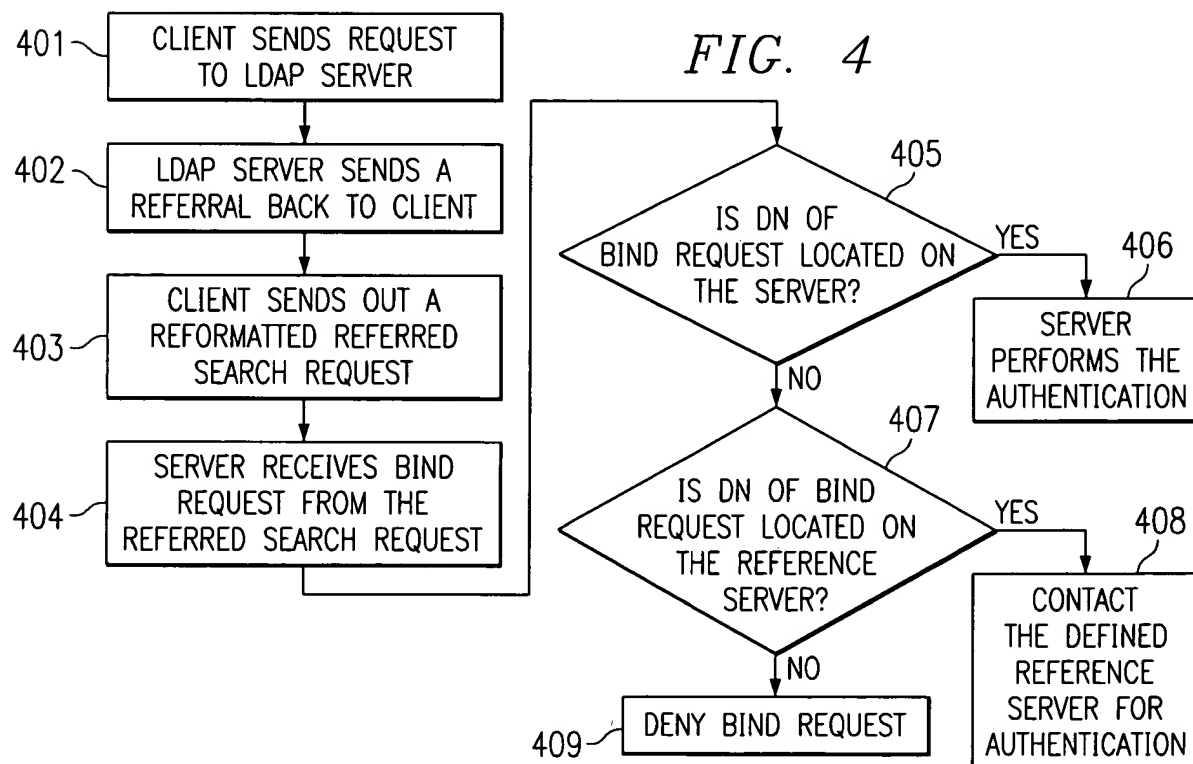 FIG. 4
401
CLIENT SENDS REQUEST
TO LDAP SERVER
402
LDAP SERVER SENDS A
REFERRAL BACK TO CLIENT
403
CLIENT SENDS OUT A
REFORMATTED REFERRED
SEARCH REQUEST
404
SERVER RECEIVES BIND
REQUEST FROM THE
REFERRED SEARCH REQUEST
405
IS DN OF
BIND REQUEST LOCATED ON
THE SERVER?
YES
406
SERVER
PERFORMS THE
AUTHENTICATION
NO
407
IS DN OF BIND
REQUEST LOCATED ON
THE REFERENCE
SERVER?
YES
408
CONTACT
THE DEFINED
REFERENCE
SERVER FOR
AUTHENTICATION
NO
409
DENY BIND REQUEST